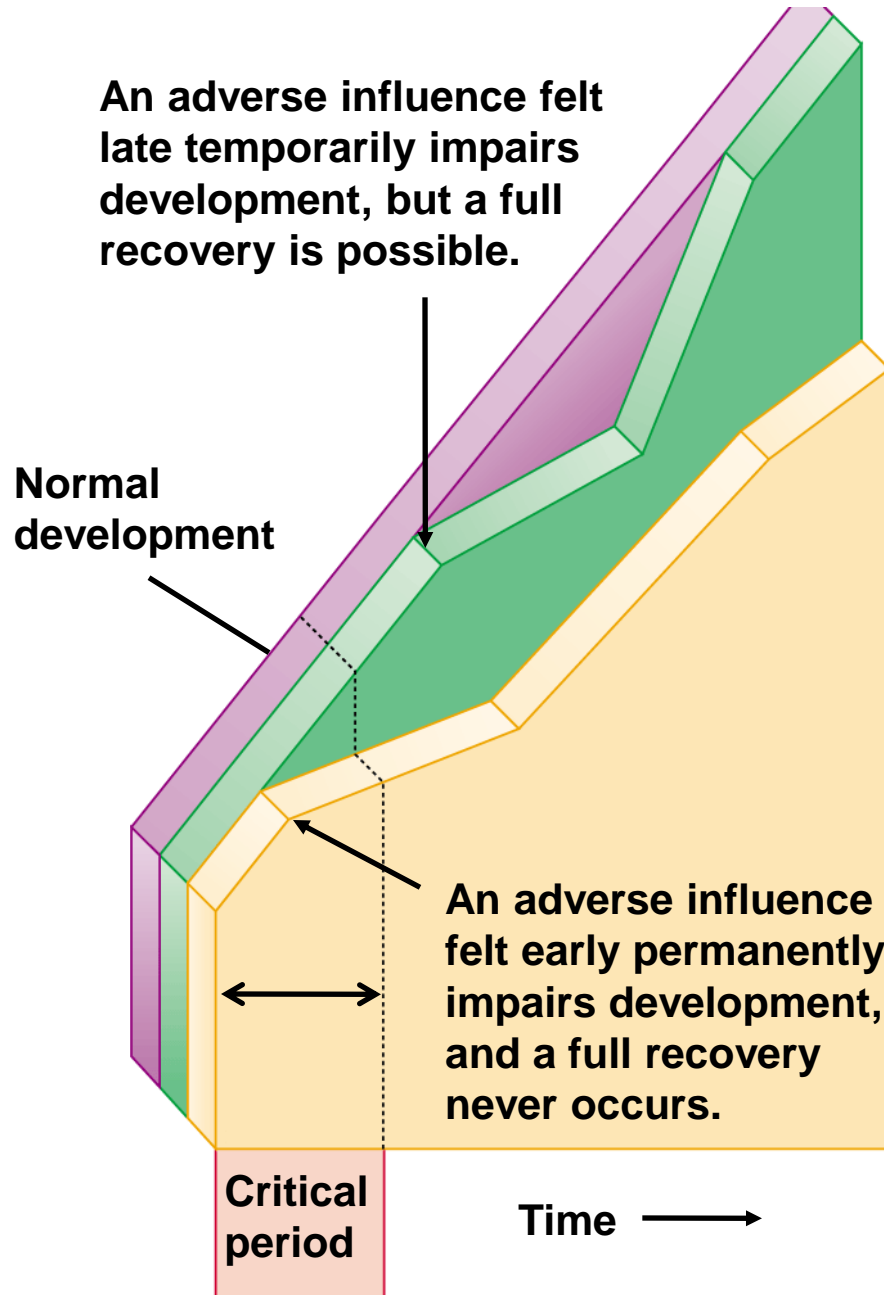 An adverse influence felt
late temporarily impairs
development, but a full
recovery is possible.
Normal
development
An adverse influence
felt early permanently
impairs development,
and a full recovery
never occurs.
Critical
period
Time